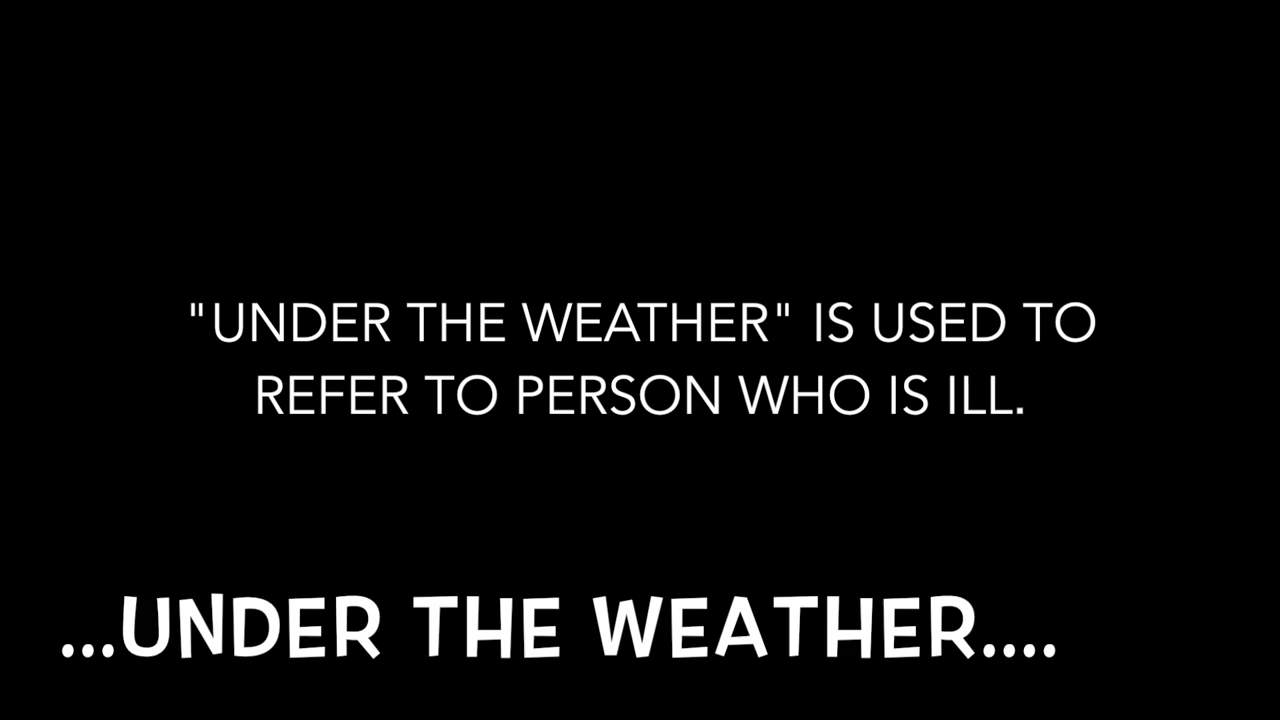 "UNDER THE WEATHER" IS USED TO
REFER TO PERSON WHO IS ILL.
...UNDER THE WEATHER....